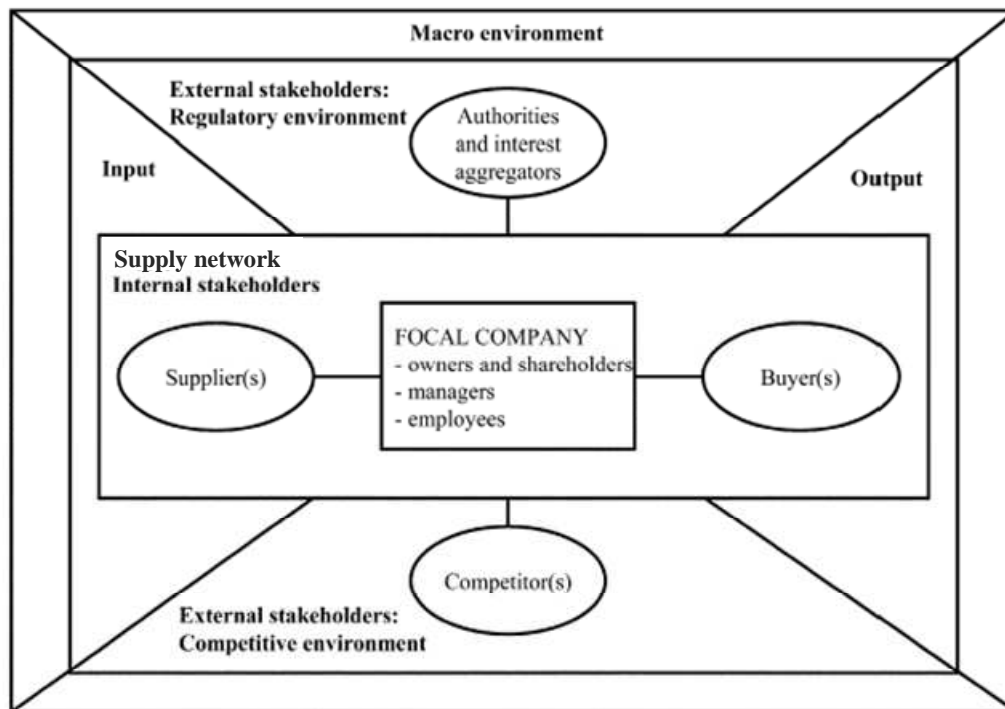 Macro environment
External stakeholders:
Regulatory environment
Authorities
and interest
aggregators
Input
Output
Supply network
Internal stakeholders
Supplier(s)
FOCAL COMPANY
- owners and shareholders
- managers
- employees
Buyer(s)
Competitor(s)
External stakeholders:
Competitive environment